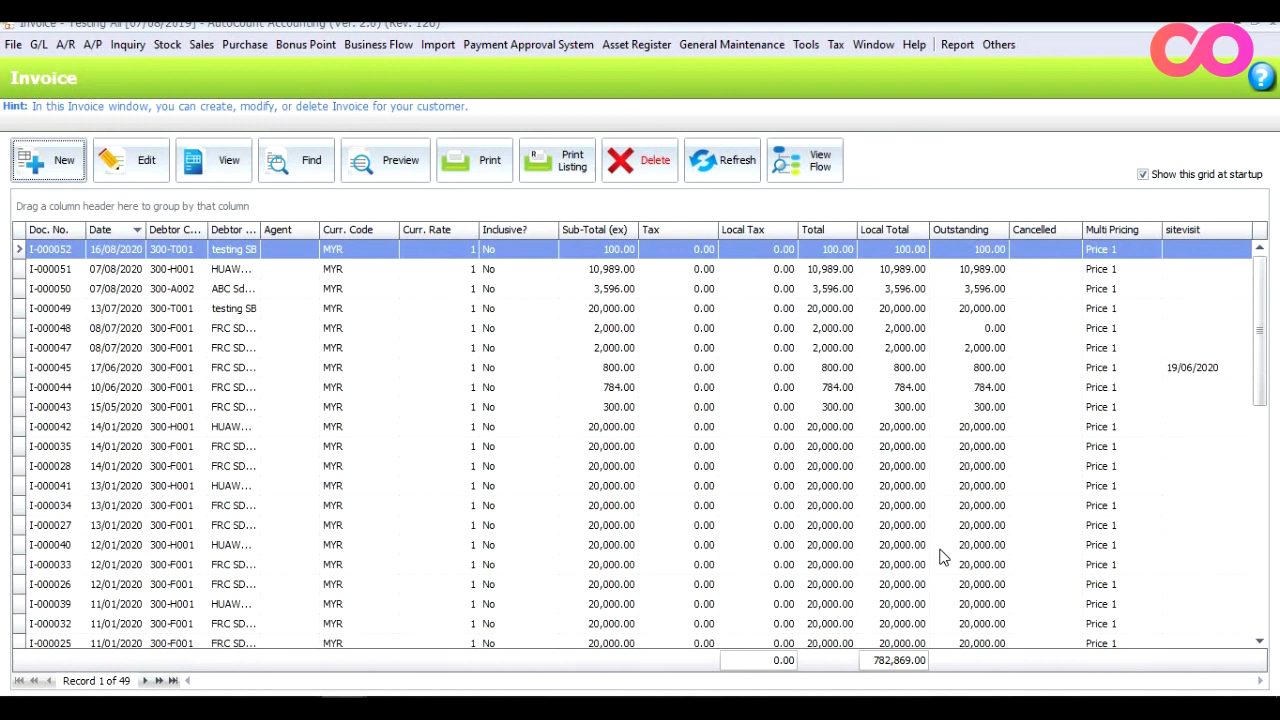 Invoice - Testing All [07/08/2019] - AutoCount Accounting (Ver. 2.0) (Rev. 120)
File G/L A/R A/P Inquiry Stock Sales Purchase Bonus Point Business Flow Import Payment Approval System Asset Register General Maintenance Tools Tax Window Help Report Others
Invoice
?
Hint: In this Invoice window, you can create, modify, or delete Invoice for your customer.
New Edit View Find Preview Print Print Listing Delete Refresh View Flow
Show this grid at startup
Drag a column header here to group by that column
Doc. No. Date Debtor C... Debtor ... Agent Curr. Code Curr. Rate Inclusive? Sub-Total (ex) Tax Local Tax Total Local Total Outstanding Cancelled Multi Pricing sitevisit
I-000052 16/08/2020 300-T001 testing SB MYR 1 No 100.00 0.00 0.00 100.00 100.00 100.00 Price 1
I-000051 07/08/2020 300-H001 HUAW... MYR 1 No 10,989.00 0.00 0.00 10,989.00 10,989.00 10,989.00 Price 1
I-000050 07/08/2020 300-A002 ABC Sd... MYR 1 No 3,596.00 0.00 0.00 3,596.00 3,596.00 3,596.00 Price 1
I-000049 13/07/2020 300-T001 testing SB MYR 1 No 20,000.00 0.00 0.00 20,000.00 20,000.00 20,000.00 Price 1
I-000048 08/07/2020 300-F001 FRC SD... MYR 1 No 2,000.00 0.00 0.00 2,000.00 2,000.00 0.00 Price 1
I-000047 08/07/2020 300-F001 FRC SD... MYR 1 No 2,000.00 0.00 0.00 2,000.00 2,000.00 2,000.00 Price 1
I-000045 17/06/2020 300-F001 FRC SD... MYR 1 No 800.00 0.00 0.00 800.00 800.00 800.00 Price 1 19/06/2020
I-000044 10/06/2020 300-F001 FRC SD... MYR 1 No 784.00 0.00 0.00 784.00 784.00 784.00 Price 1
I-000043 15/05/2020 300-F001 FRC SD... MYR 1 No 300.00 0.00 0.00 300.00 300.00 300.00 Price 1
I-000042 14/01/2020 300-H001 HUAW... MYR 1 No 20,000.00 0.00 0.00 20,000.00 20,000.00 20,000.00 Price 1
I-000035 14/01/2020 300-F001 FRC SD... MYR 1 No 20,000.00 0.00 0.00 20,000.00 20,000.00 20,000.00 Price 1
I-000028 14/01/2020 300-F001 FRC SD... MYR 1 No 20,000.00 0.00 0.00 20,000.00 20,000.00 20,000.00 Price 1
I-000041 13/01/2020 300-H001 HUAW... MYR 1 No 20,000.00 0.00 0.00 20,000.00 20,000.00 20,000.00 Price 1
I-000034 13/01/2020 300-F001 FRC SD... MYR 1 No 20,000.00 0.00 0.00 20,000.00 20,000.00 20,000.00 Price 1
I-000027 13/01/2020 300-F001 FRC SD... MYR 1 No 20,000.00 0.00 0.00 20,000.00 20,000.00 20,000.00 Price 1
I-000040 12/01/2020 300-H001 HUAW... MYR 1 No 20,000.00 0.00 0.00 20,000.00 20,000.00 20,000.00 Price 1
I-000033 12/01/2020 300-F001 FRC SD... MYR 1 No 20,000.00 0.00 0.00 20,000.00 20,000.00 20,000.00 Price 1
I-000026 12/01/2020 300-F001 FRC SD... MYR 1 No 20,000.00 0.00 0.00 20,000.00 20,000.00 20,000.00 Price 1
I-000039 11/01/2020 300-H001 HUAW... MYR 1 No 20,000.00 0.00 0.00 20,000.00 20,000.00 20,000.00 Price 1
I-000032 11/01/2020 300-F001 FRC SD... MYR 1 No 20,000.00 0.00 0.00 20,000.00 20,000.00 20,000.00 Price 1
I-000025 11/01/2020 300-F001 FRC SD... MYR 1 No 20,000.00 0.00 0.00 20,000.00 20,000.00 20,000.00 Price 1
0.00 782,869.00
Record 1 of 49